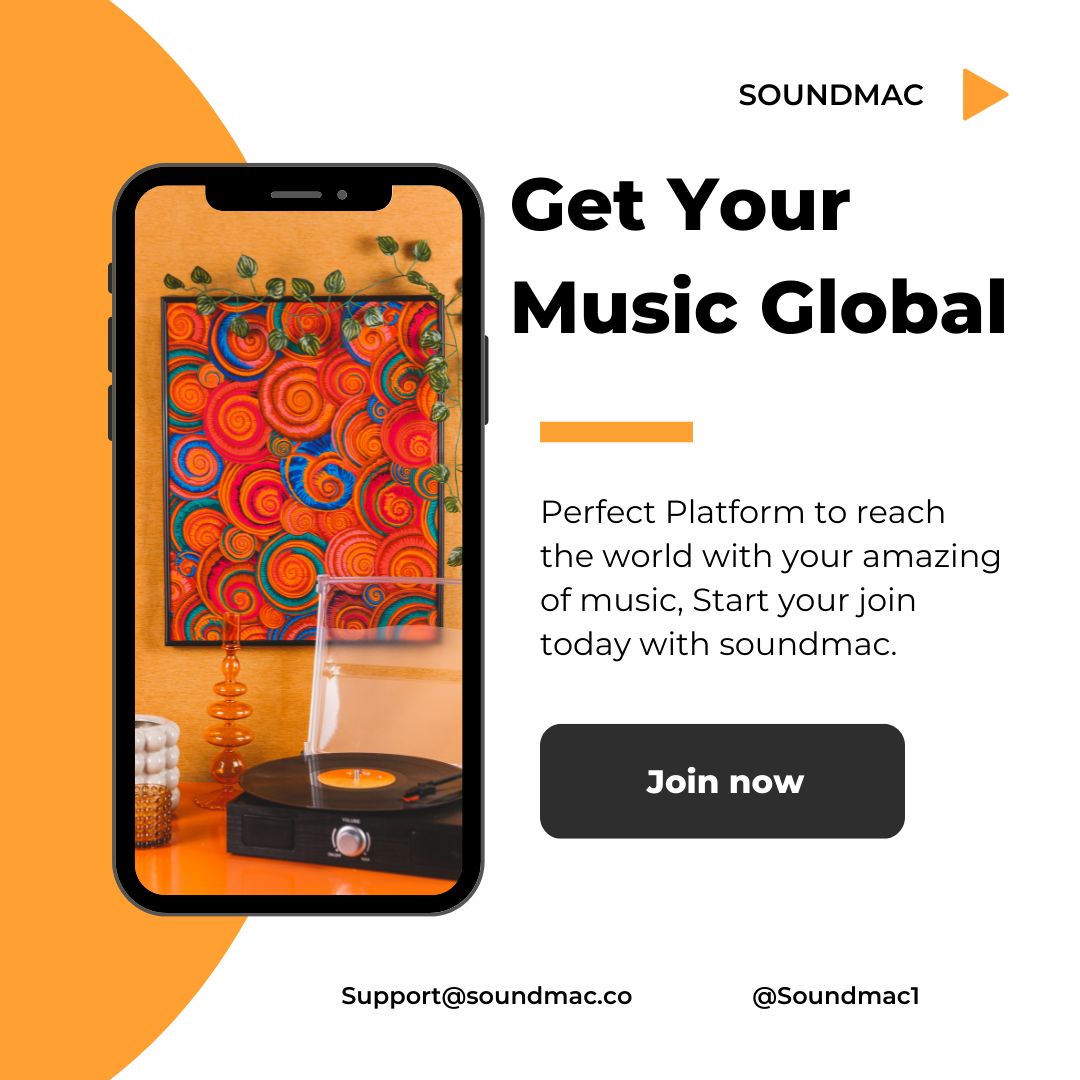 SOUNDMAC
Get Your
Music Global
Perfect Platform to reach
the world with your amazing
of music, Start your join
today with soundmac.
Join now
Support@soundmac.co
@Soundmac1